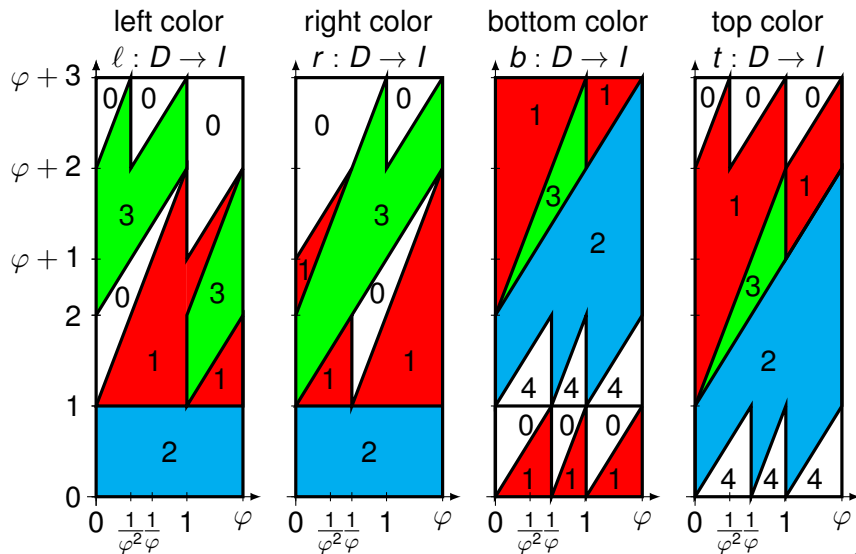 left color right color bottom color top color
ℓ : D → I r : D → I b : D → I t : D → I
φ + 3
0 0 0 0 0 1 1 0 0 0
φ + 2
3 3 3 2 1 1
φ + 1
0 3 1 0 3
2
1 1 1 1 4 4 4 2
1
2 2 0 0 0 1 1 1 4 4 4
0
0 1/φ² 1/φ 1 φ 0 1/φ² 1/φ 1 φ 0 1/φ² 1/φ 1 φ 0 1/φ² 1/φ 1 φ